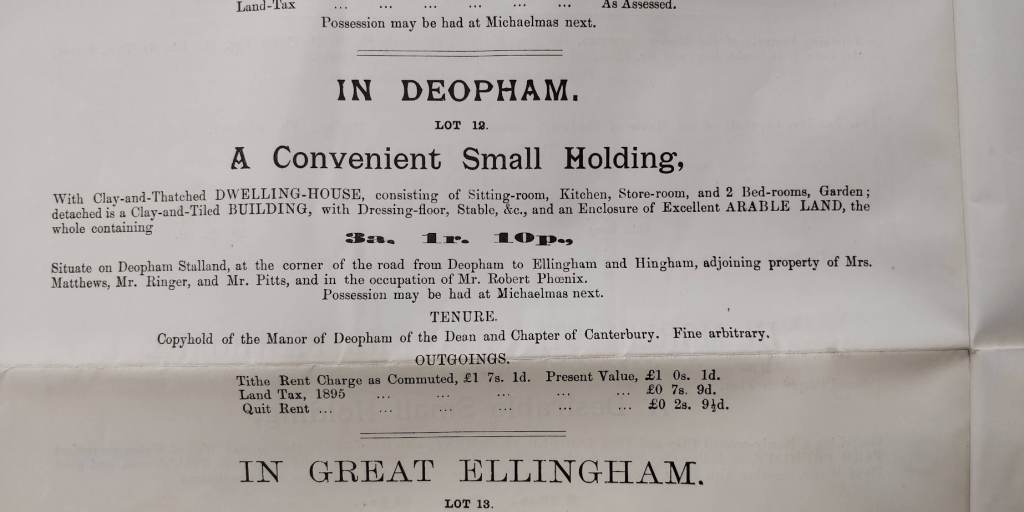 Land-Tax ... ... ... ... ... ... As Assessed.
Possession may be had at Michaelmas next.
IN DEOPHAM.
LOT 12.
A Convenient Small Holding,
With Clay-and-Thatched DWELLING-HOUSE, consisting of Sitting-room, Kitchen, Store-room, and 2 Bed-rooms, Garden;
detached is a Clay-and-Tiled BUILDING, with Dressing-floor, Stable, &c., and an Enclosure of Excellent ARABLE LAND, the
whole containing
3a. 1r. 10p.,
Situate on Deopham Stalland, at the corner of the road from Deopham to Ellingham and Hingham, adjoining property of Mrs.
Matthews, Mr. Ringer, and Mr. Pitts, and in the occupation of Mr. Robert Phœnix.
Possession may be had at Michaelmas next.
TENURE.
Copyhold of the Manor of Deopham of the Dean and Chapter of Canterbury. Fine arbitrary.
OUTGOINGS.
Tithe Rent Charge as Commuted, £1 7s. 1d. Present Value, £1 0s. 1d.
Land Tax, 1895 ... ... ... ... ... £0 7s. 9d.
Quit Rent ... ... ... ... ... ... £0 2s. 9½d.
IN GREAT ELLINGHAM.
LOT 13.